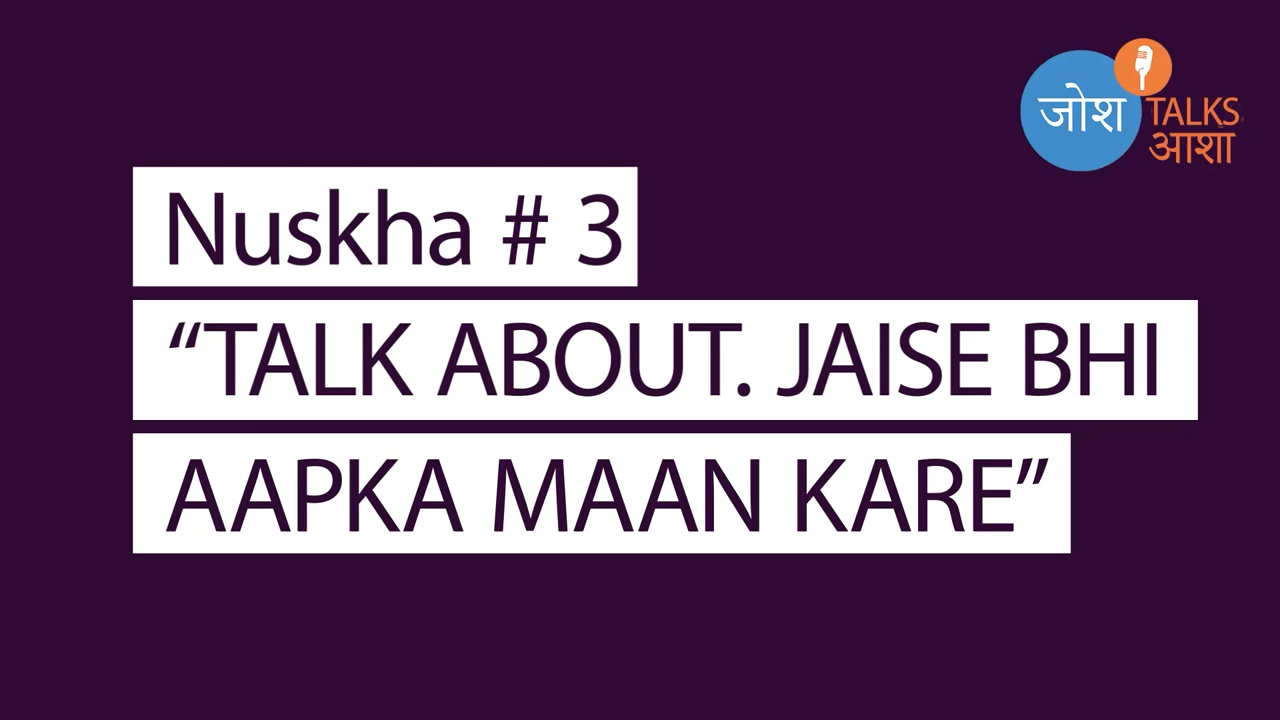 जोश TALKS
आशा
Nuskha # 3
“TALK ABOUT. JAISE BHI
AAPKA MAAN KARE”